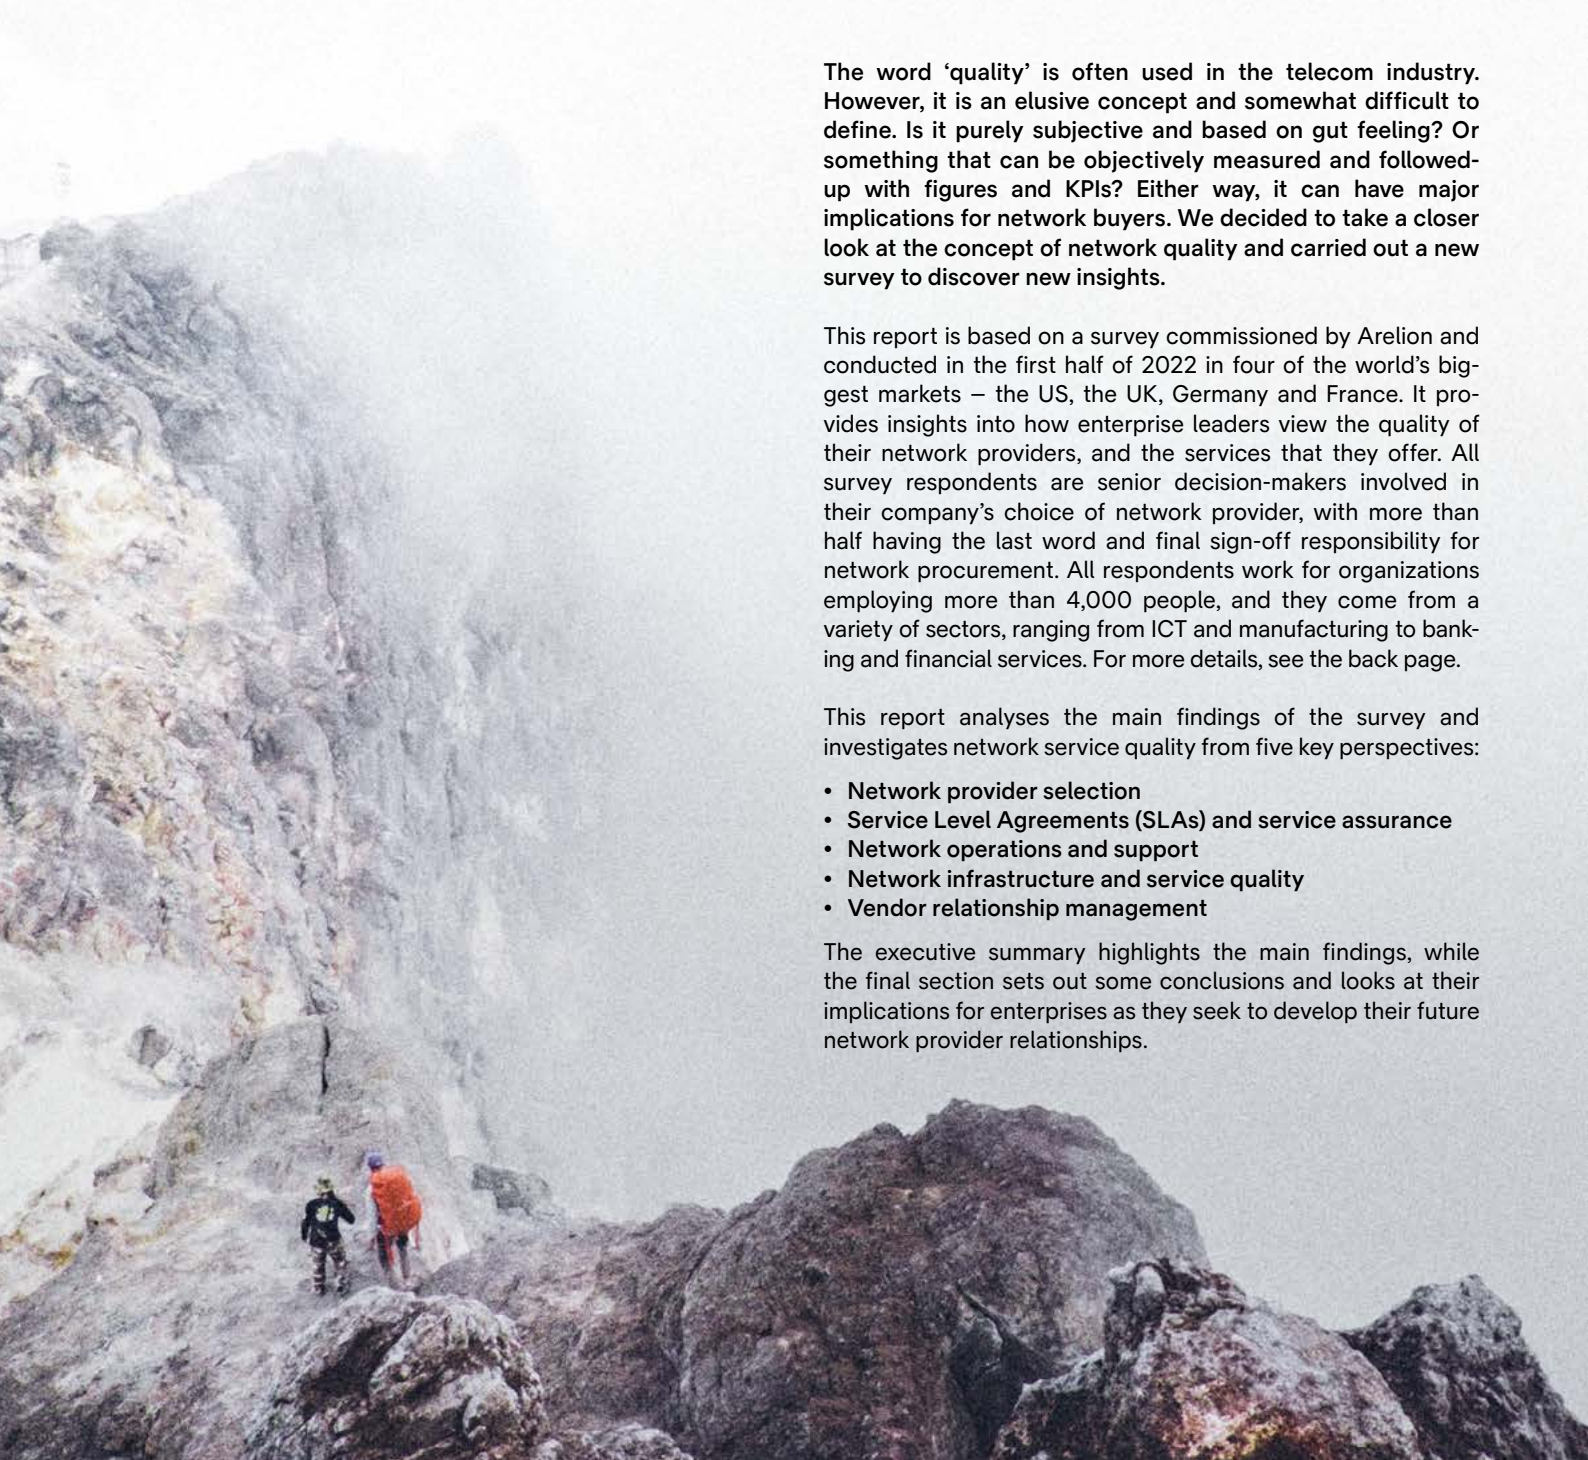 The word ‘quality’ is often used in the telecom industry.
However, it is an elusive concept and somewhat difficult to
define. Is it purely subjective and based on gut feeling? Or
something that can be objectively measured and followed-
up with figures and KPIs? Either way, it can have major
implications for network buyers. We decided to take a closer
look at the concept of network quality and carried out a new
survey to discover new insights.
This report is based on a survey commissioned by Arelion and
conducted in the first half of 2022 in four of the world’s big-
gest markets – the US, the UK, Germany and France. It pro-
vides insights into how enterprise leaders view the quality of
their network providers, and the services that they offer. All
survey respondents are senior decision-makers involved in
their company’s choice of network provider, with more than
half having the last word and final sign-off responsibility for
network procurement. All respondents work for organizations
employing more than 4,000 people, and they come from a
variety of sectors, ranging from ICT and manufacturing to bank-
ing and financial services. For more details, see the back page.
This report analyses the main findings of the survey and
investigates network service quality from five key perspectives:
• Network provider selection
• Service Level Agreements (SLAs) and service assurance
• Network operations and support
• Network infrastructure and service quality
• Vendor relationship management
The executive summary highlights the main findings, while
the final section sets out some conclusions and looks at their
implications for enterprises as they seek to develop their future
network provider relationships.